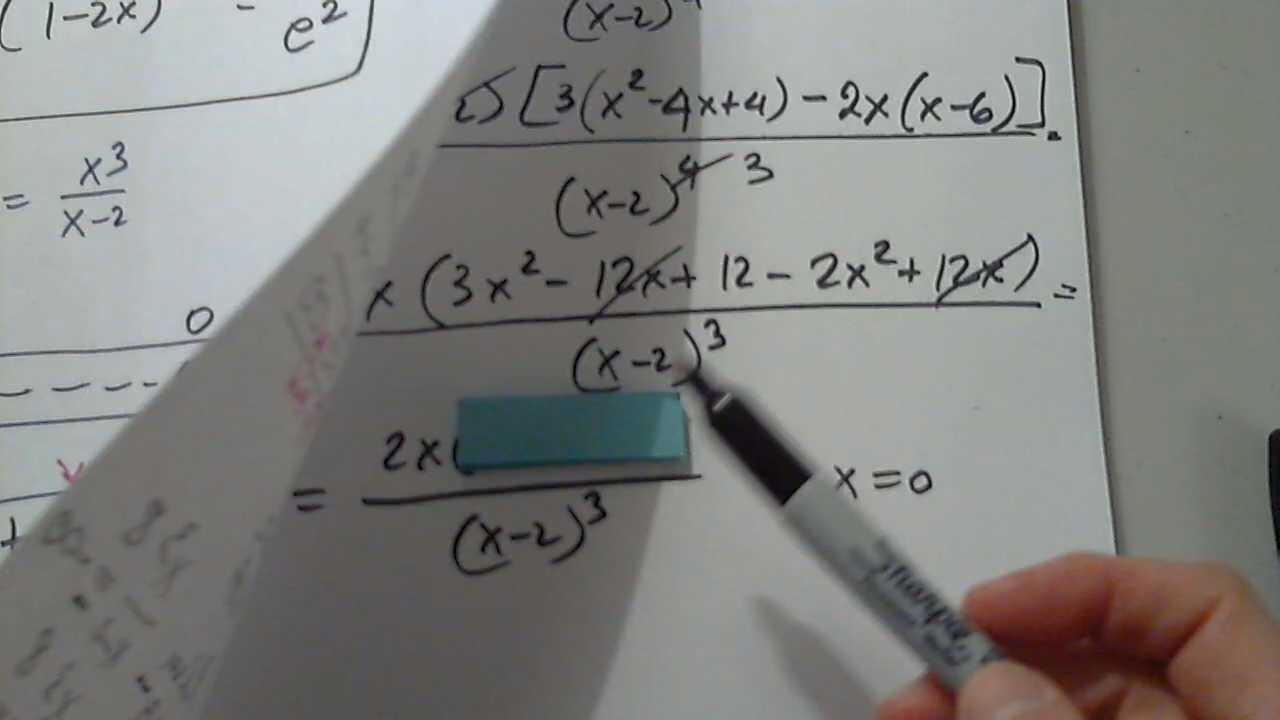 (1-2x) - e²
(x-2)
[3(x²-4x+4) - 2x(x-6)].
(x-2)⁴ 3
= x³
x-2
x (3x² - 12x + 12 - 2x² + 12x) =
(x-2)³
0
2x(
=
(x-2)³
x = 0
Sharpie